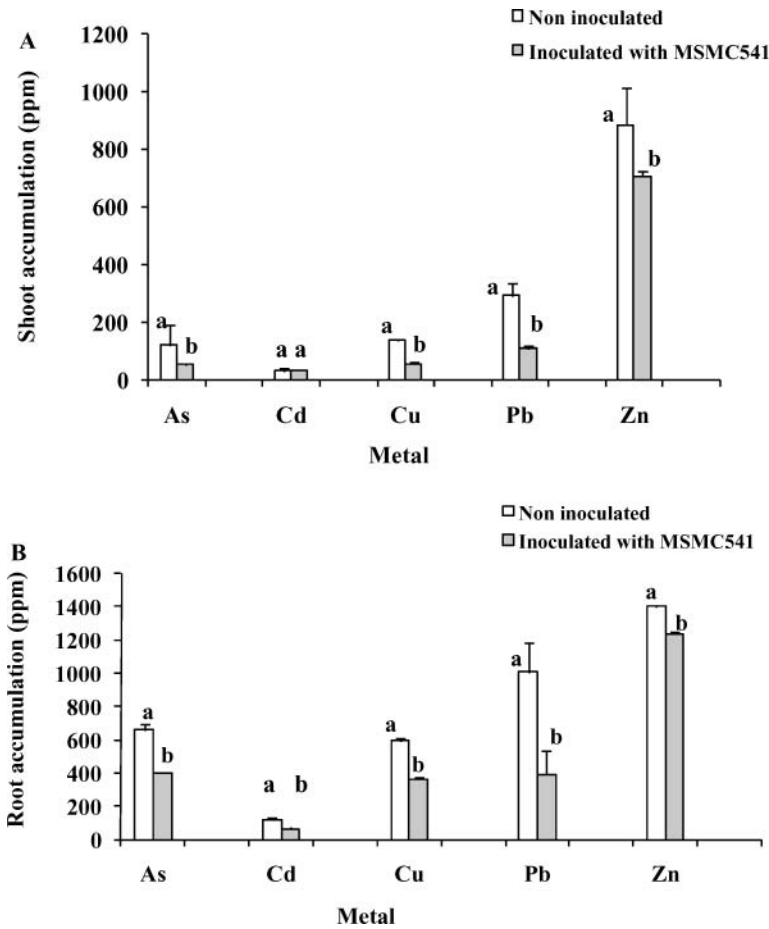 A
Non inoculated
Inoculated with MSMC541
Shoot accumulation (ppm)
1200
1000
800
600
400
200
0
a b
a a
a b
a b
a b
As Cd Cu Pb Zn
Metal
B
Non inoculated
Inoculated with MSMC541
Root accumulation (ppm)
1600
1400
1200
1000
800
600
400
200
0
a b
a b
a b
a b
a b
As Cd Cu Pb Zn
Metal